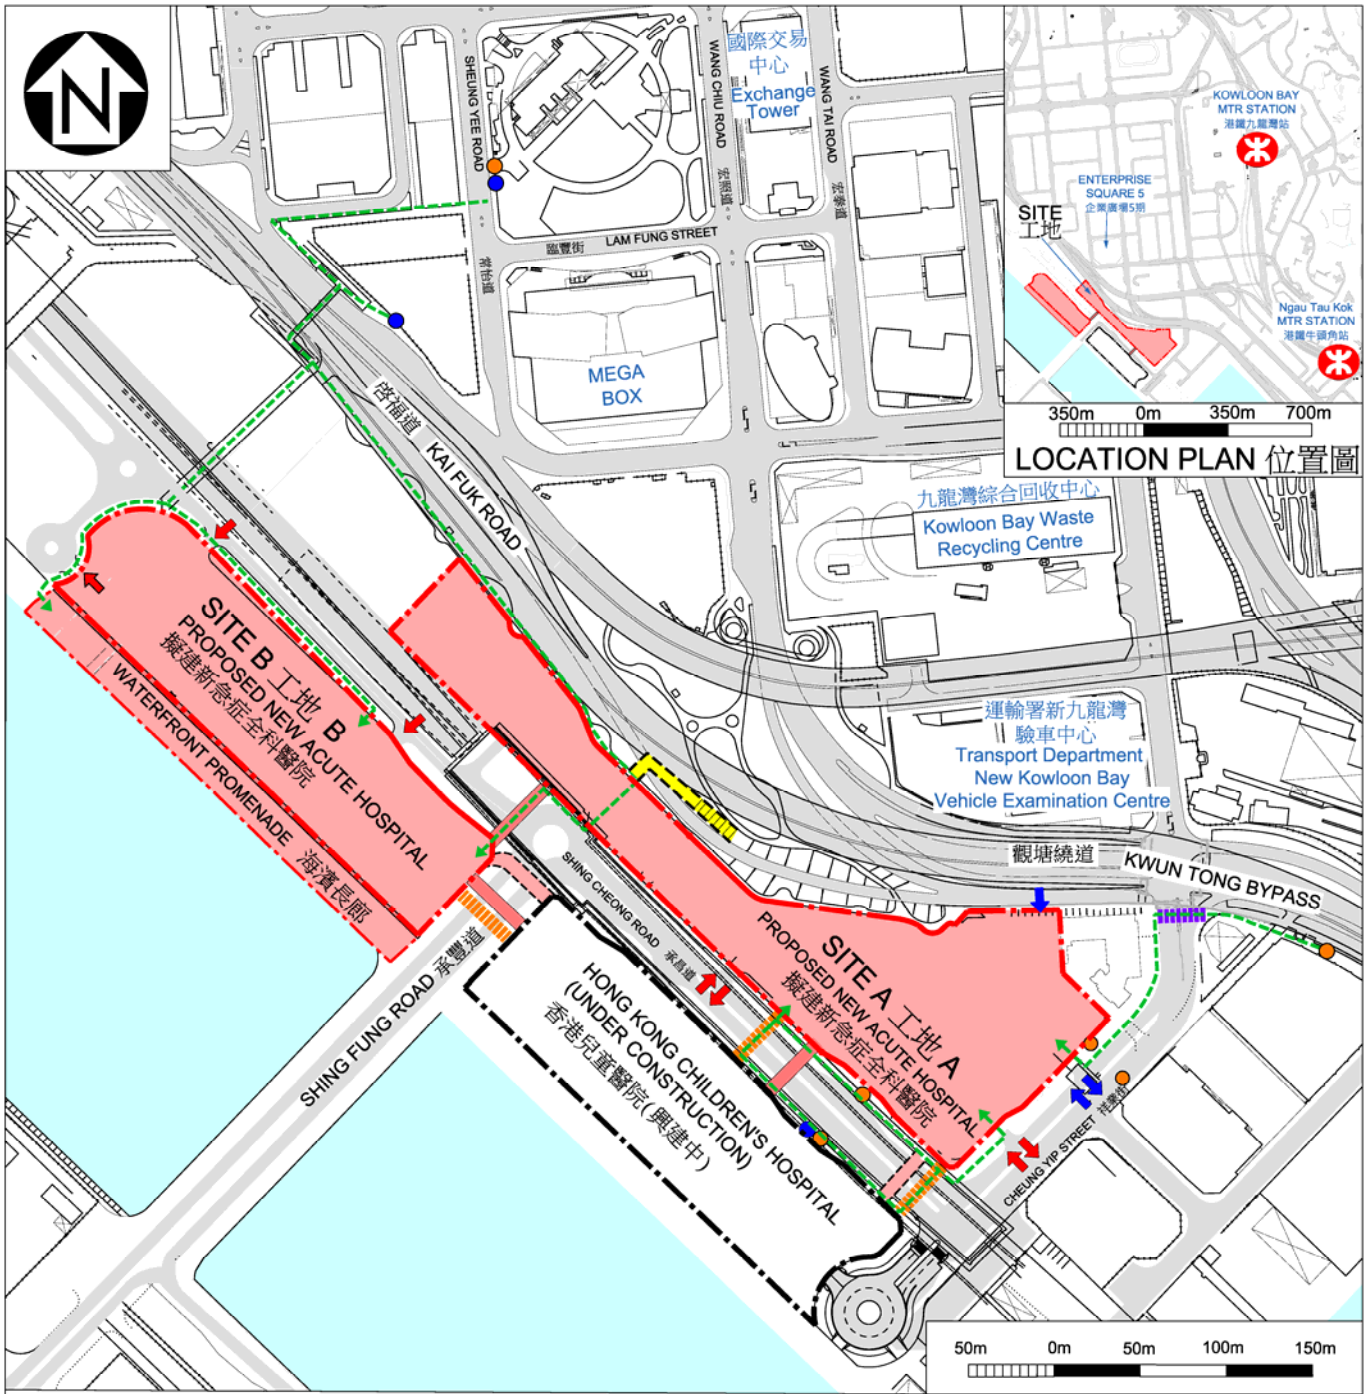 N
SHEUNG YEE ROAD
常怡道
WANG CHIU ROAD
宏照道
國際交易
中心
Exchange
Tower
WANG TAI ROAD
宏泰道
KOWLOON BAY
MTR STATION
港鐵九龍灣站
ENTERPRISE
SQUARE 5
企業廣場5期
SITE
工地
Ngau Tau Kok
MTR STATION
港鐵牛頭角站
350m 0m 350m 700m
LOCATION PLAN 位置圖
臨豐街 LAM FUNG STREET
MEGA
BOX
啓福道 KAI FUK ROAD
九龍灣綜合回收中心
Kowloon Bay Waste
Recycling Centre
SITE B 工地 B
PROPOSED NEW ACUTE HOSPITAL
擬建新急症全科醫院
WATERFRONT PROMENADE 海濱長廊
運輸署新九龍灣
驗車中心
Transport Department
New Kowloon Bay
Vehicle Examination Centre
觀塘繞道 KWUN TONG BYPASS
SHING CHEONG ROAD 承昌道
SITE A 工地 A
PROPOSED NEW ACUTE HOSPITAL
擬建新急症全科醫院
SHING FUNG ROAD 承豐道
HONG KONG CHILDREN'S HOSPITAL
(UNDER CONSTRUCTION)
香港兒童醫院(興建中)
CHEUNG YIP STREET 祥業街
50m 0m 50m 100m 150m